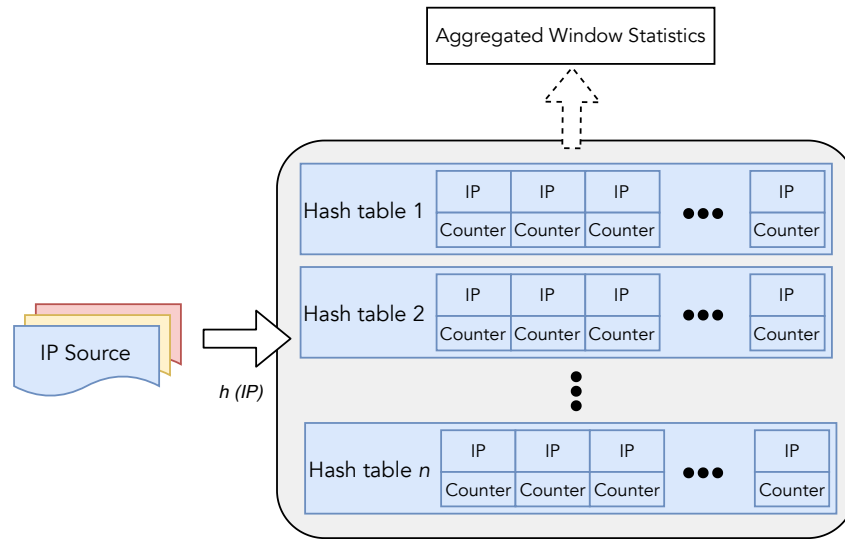 Aggregated Window Statistics
Hash table 1
IP IP IP IP
Counter Counter Counter ●●● Counter
Hash table 2
IP IP IP IP
Counter Counter Counter ●●● Counter
IP Source
h (IP)
Hash table n
IP IP IP IP
Counter Counter Counter ●●● Counter